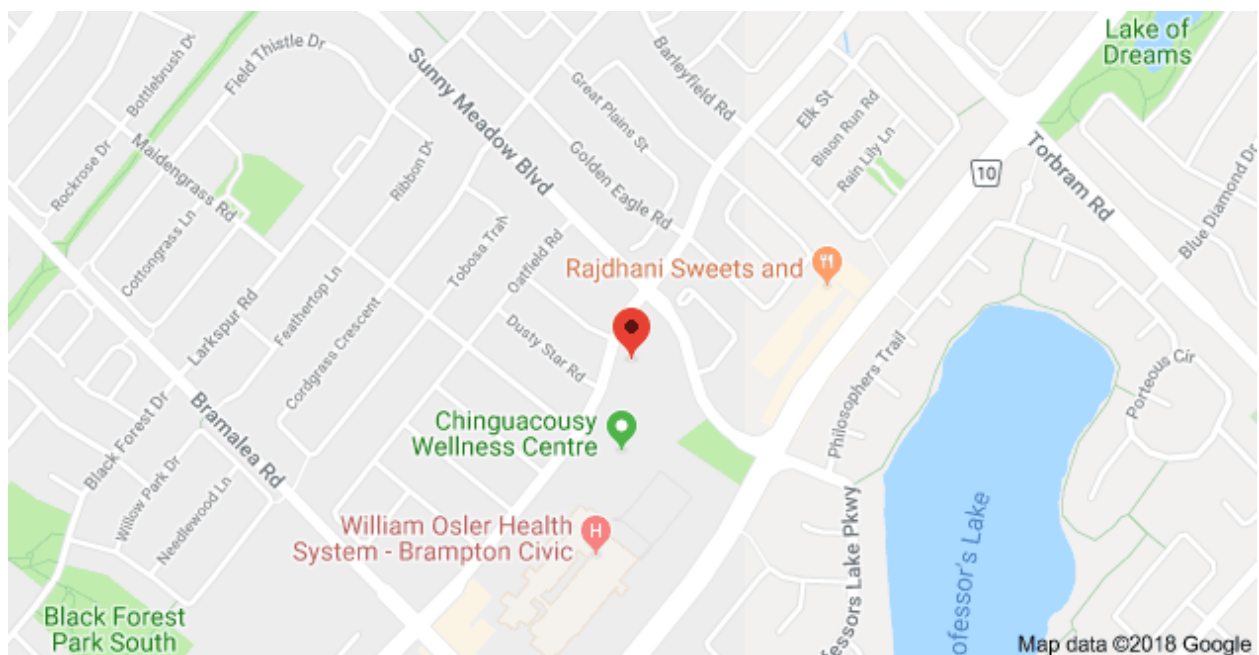 Lake of
Dreams
Bottlebrush Dr
Field Thistle Dr
Sunny Meadow Blvd
Barleyfield Rd
Great Plains St
Elk St
Bison Run Rd
Rain Lily Ln
Torbram Rd
10
Blue Diamond Dr
Rockrose Dr
Maidengrass Rd
Ribbon Dr
Golden Eagle Rd
Cottongrass Ln
Tobosa Trail
Oatfield Rd
Rajdhani Sweets and
Larkspur Rd
Feathertop Ln
Cordgrass Crescent
Dusty Star Rd
Philosophers Trail
Porteous Cir
Black Forest Dr
Bramalea Rd
Chinguacousy
Wellness Centre
Willow Park Dr
Needlewood Ln
William Osler Health
System - Brampton Civic
H
essors Lake Pkwy
ofessor's Lake
Black Forest
Park South
Map data ©2018 Google